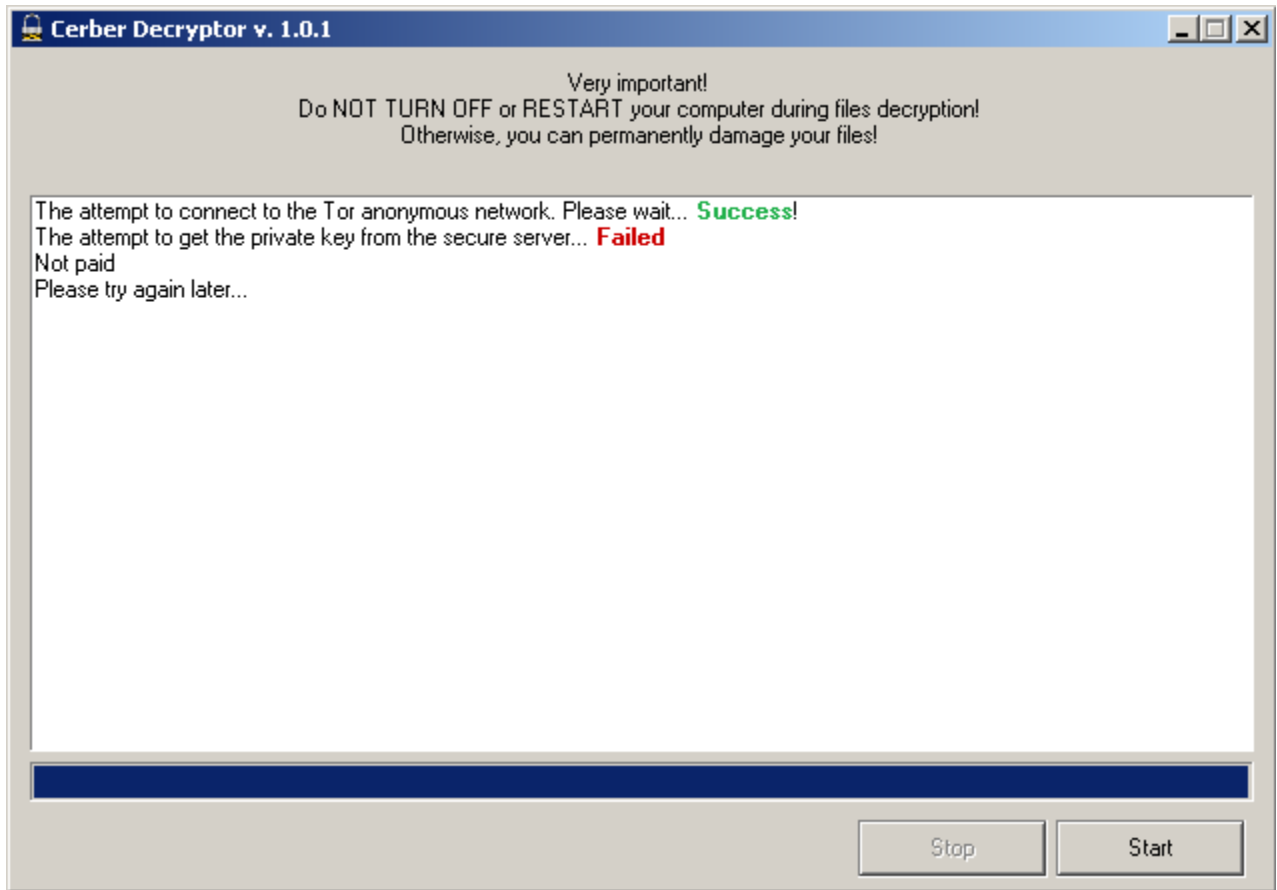 Cerber Decryptor v. 1.0.1
Very important!
Do NOT TURN OFF or RESTART your computer during files decryption!
Otherwise, you can permanently damage your files!
The attempt to connect to the Tor anonymous network. Please wait... Success!
The attempt to get the private key from the secure server... Failed
Not paid
Please try again later...
Stop
Start